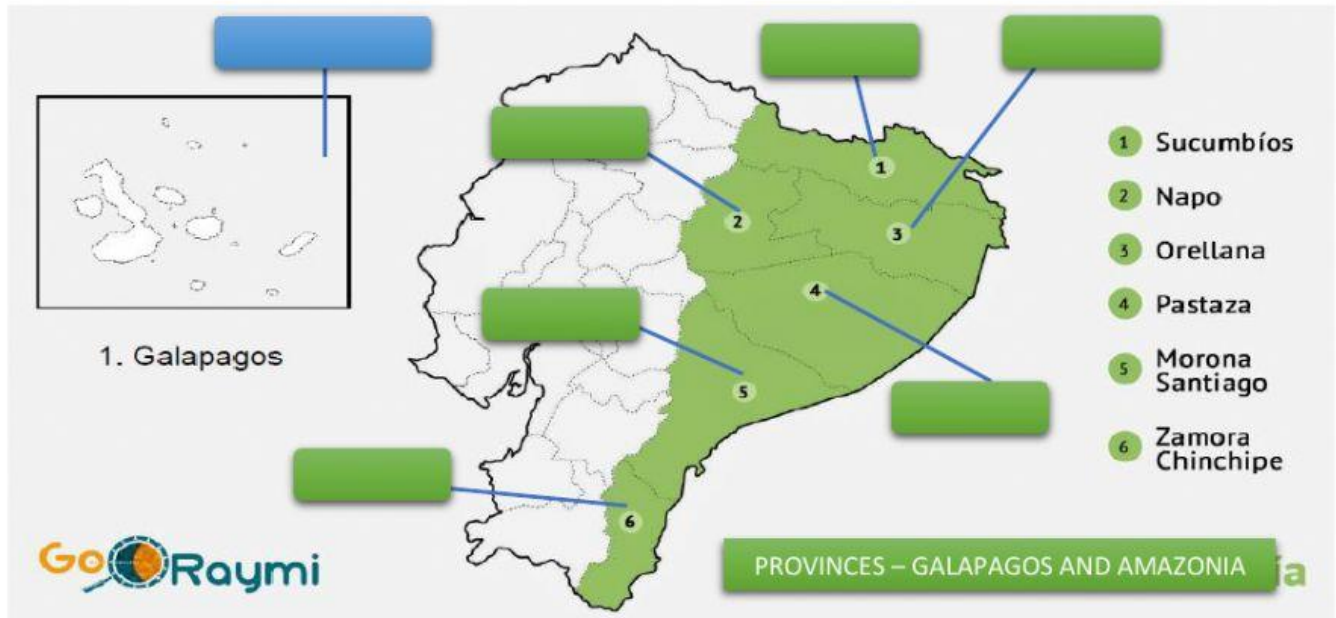 1
2
3
4
5
6
1. Galapagos
1 Sucumbíos
2 Napo
3 Orellana
4 Pastaza
5 Morona
Santiago
6 Zamora
Chinchipe
GoRaymi
PROVINCES – GALAPAGOS AND AMAZONIA
ía